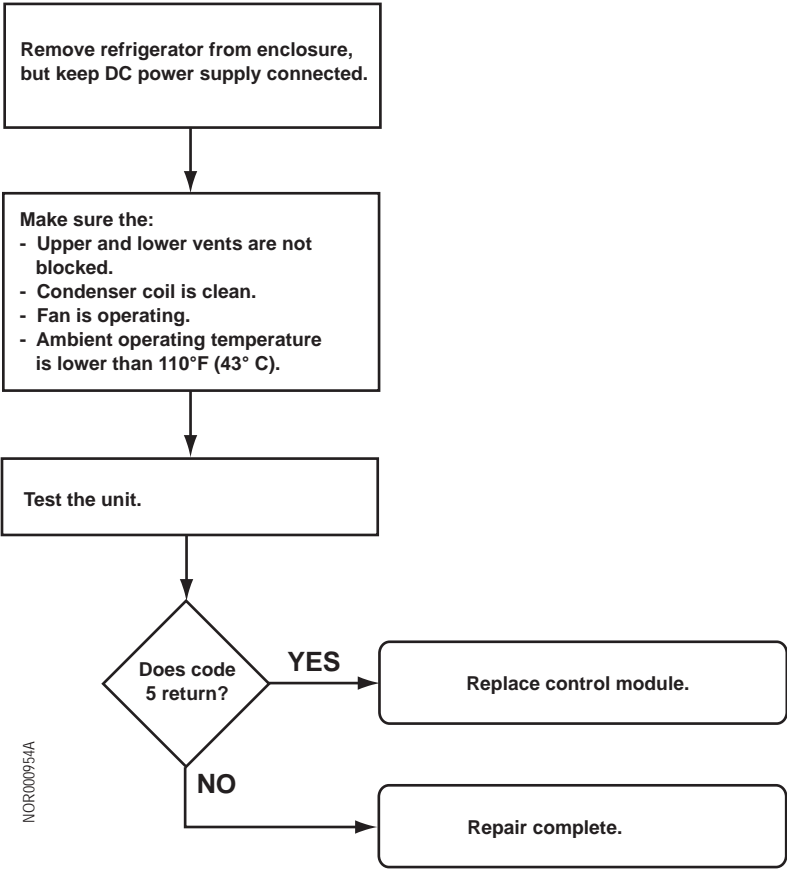 Remove refrigerator from enclosure,
but keep DC power supply connected.
Make sure the:
- Upper and lower vents are not
blocked.
- Condenser coil is clean.
- Fan is operating.
- Ambient operating temperature
is lower than 110°F (43° C).
Test the unit.
Does code
5 return?
YES
Replace control module.
NO
Repair complete.
NOR000954A